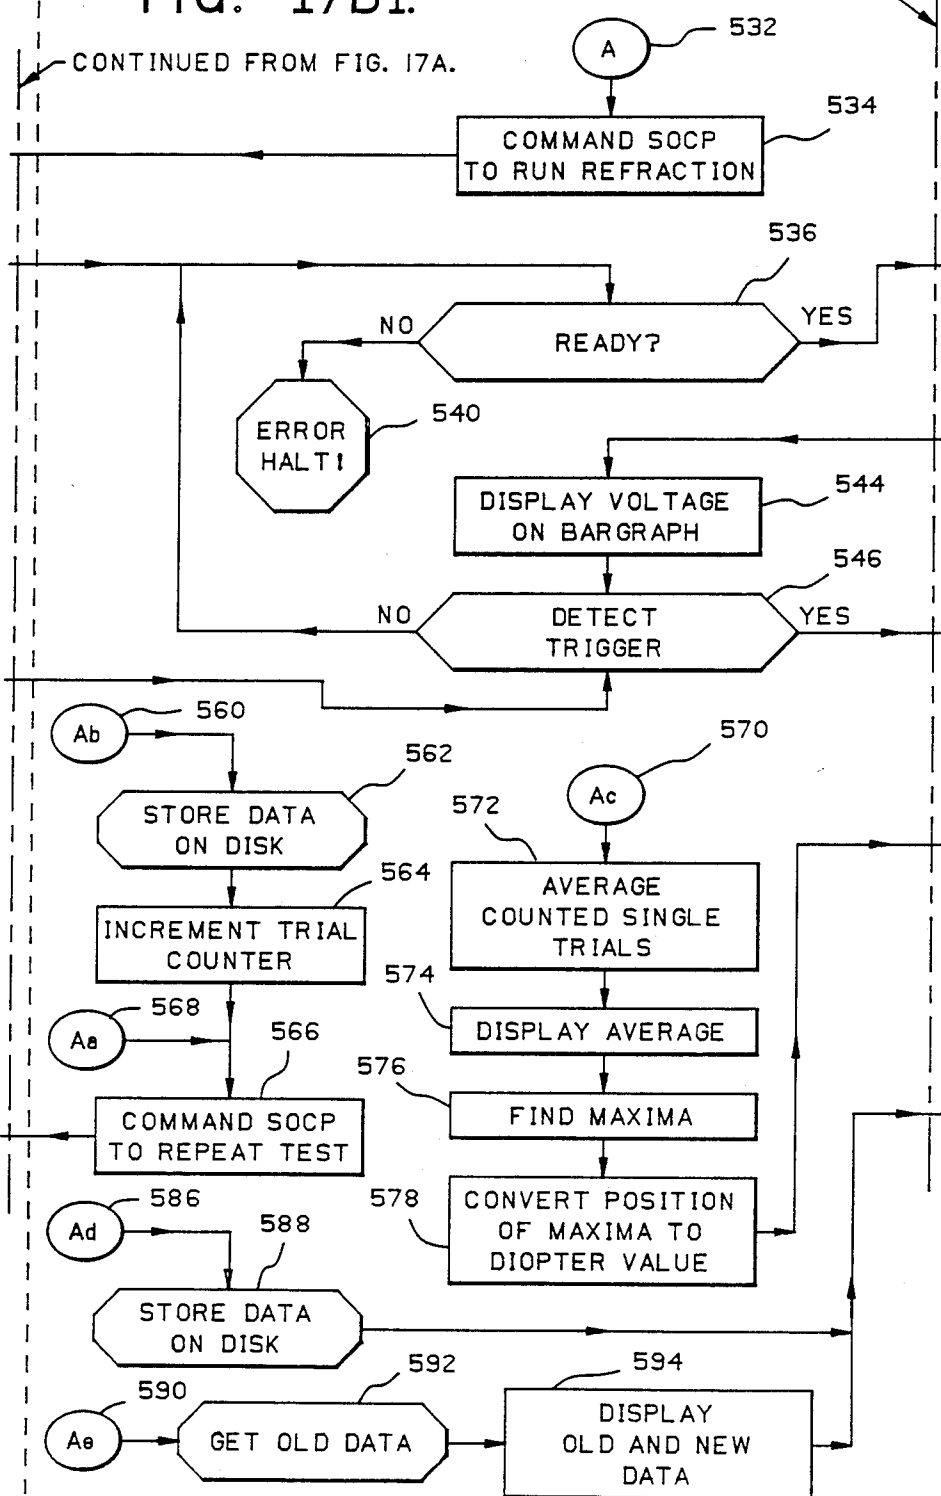 FIG. 17B1.
CONTINUED FROM FIG. 17A.
A
532
COMMAND SOCP
TO RUN REFRACTION
534
536
READY?
NO
YES
ERROR
HALT!
540
DISPLAY VOLTAGE
ON BARGRAPH
544
546
DETECT
TRIGGER
NO
YES
Ab
560
STORE DATA
ON DISK
562
INCREMENT TRIAL
COUNTER
564
Aa
568
COMMAND SOCP
TO REPEAT TEST
566
Ac
570
572
AVERAGE
COUNTED SINGLE
TRIALS
574
DISPLAY AVERAGE
576
FIND MAXIMA
578
CONVERT POSITION
OF MAXIMA TO
DIOPTER VALUE
Ad
586
STORE DATA
ON DISK
588
Ae
590
GET OLD DATA
592
DISPLAY
OLD AND NEW
DATA
594